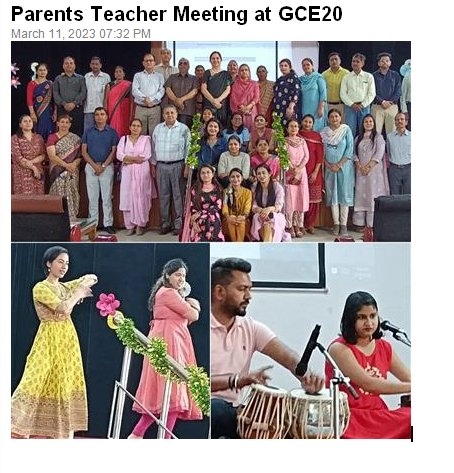 Parents Teacher Meeting at GCE20
March 11, 2023 07:32 PM